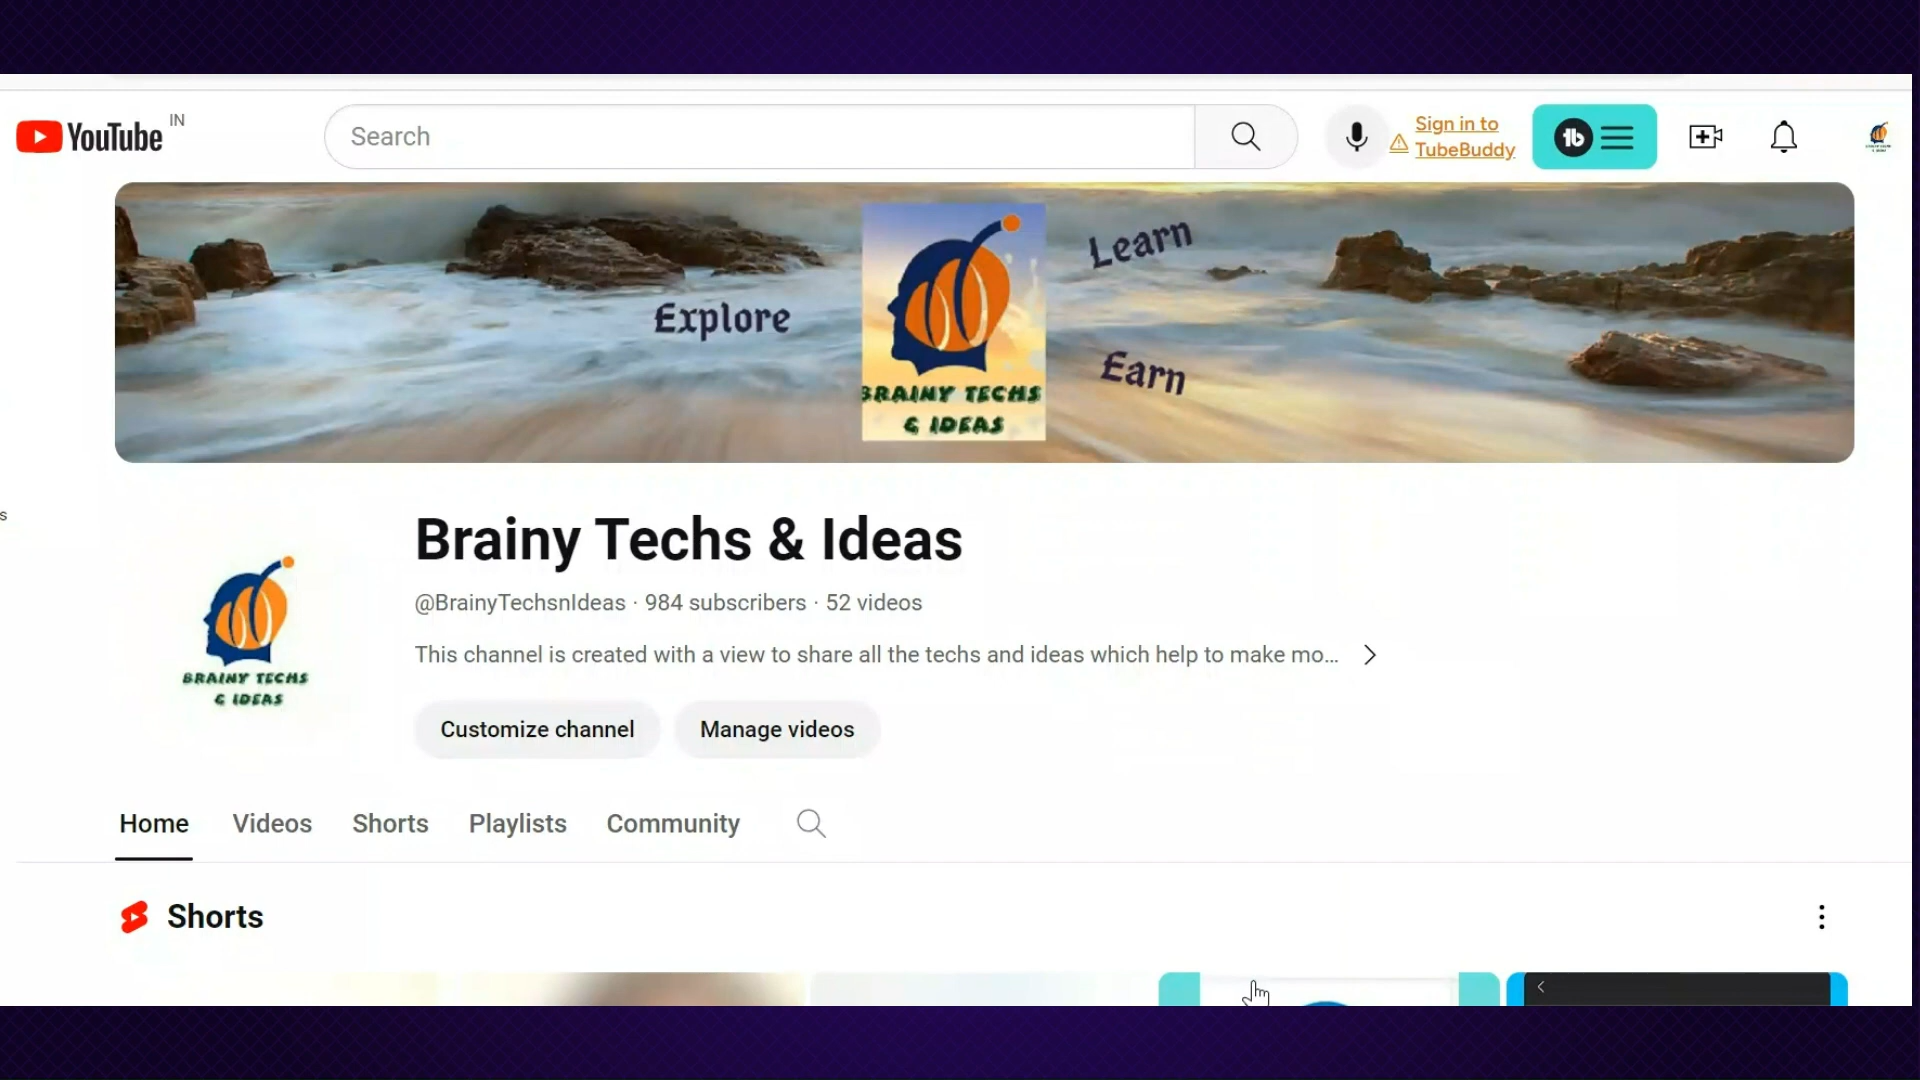 YouTube IN
Search
Sign in to
TubeBuddy
Learn
Explore
Earn
BRAINY TECHS
& IDEAS
Brainy Techs & Ideas
@BrainyTechsnIdeas · 984 subscribers · 52 videos
This channel is created with a view to share all the techs and ideas which help to make mo...
BRAINY TECHS
& IDEAS
Customize channel
Manage videos
Home
Videos
Shorts
Playlists
Community
Shorts